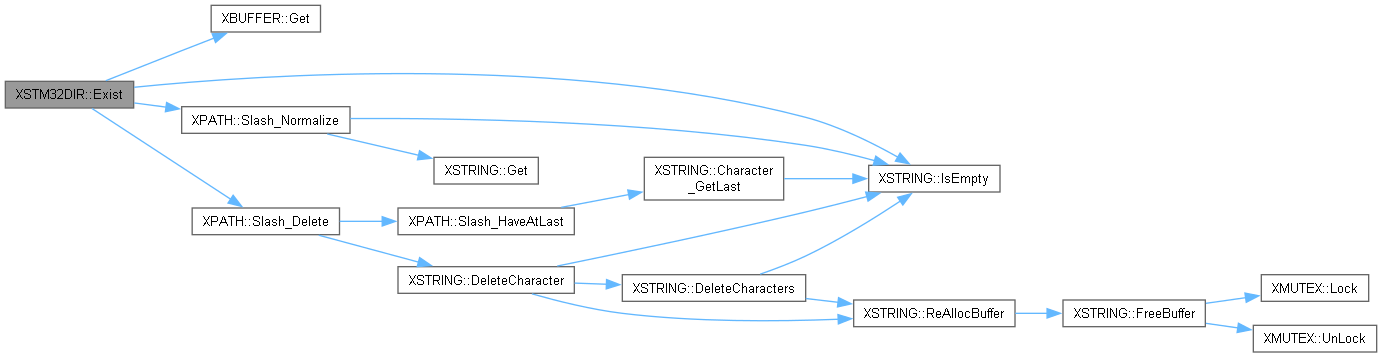 XBUFFER::Get
XSTM32DIR::Exist
XPATH::Slash_Normalize
XSTRING::Get
XSTRING::Character
_GetLast
XSTRING::IsEmpty
XPATH::Slash_Delete
XPATH::Slash_HaveAtLast
XSTRING::DeleteCharacter
XSTRING::DeleteCharacters
XSTRING::ReAllocBuffer
XSTRING::FreeBuffer
XMUTEX::Lock
XMUTEX::UnLock